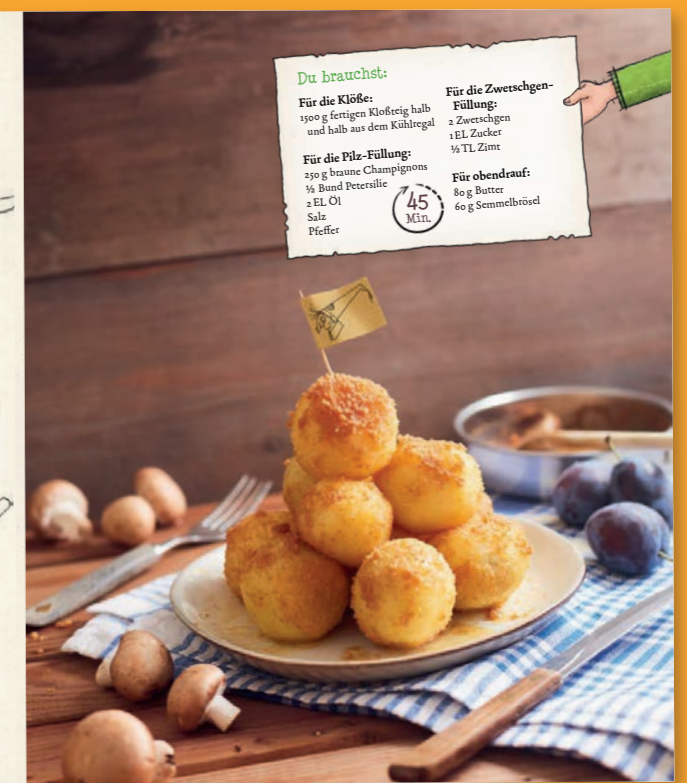 Du brauchst:
Für die Klöße:
1500 g fertigen Kloßteig halb
und halb aus dem Kühlregal
Für die Pilz-Füllung:
250 g braune Champignons
½ Bund Petersilie
2 EL Öl
Salz
Pfeffer
45
Min.
Für die Zwetschgen-
Füllung:
2 Zwetschgen
1 EL Zucker
½ TL Zimt
Für obendrauf:
80 g Butter
60 g Semmelbrösel